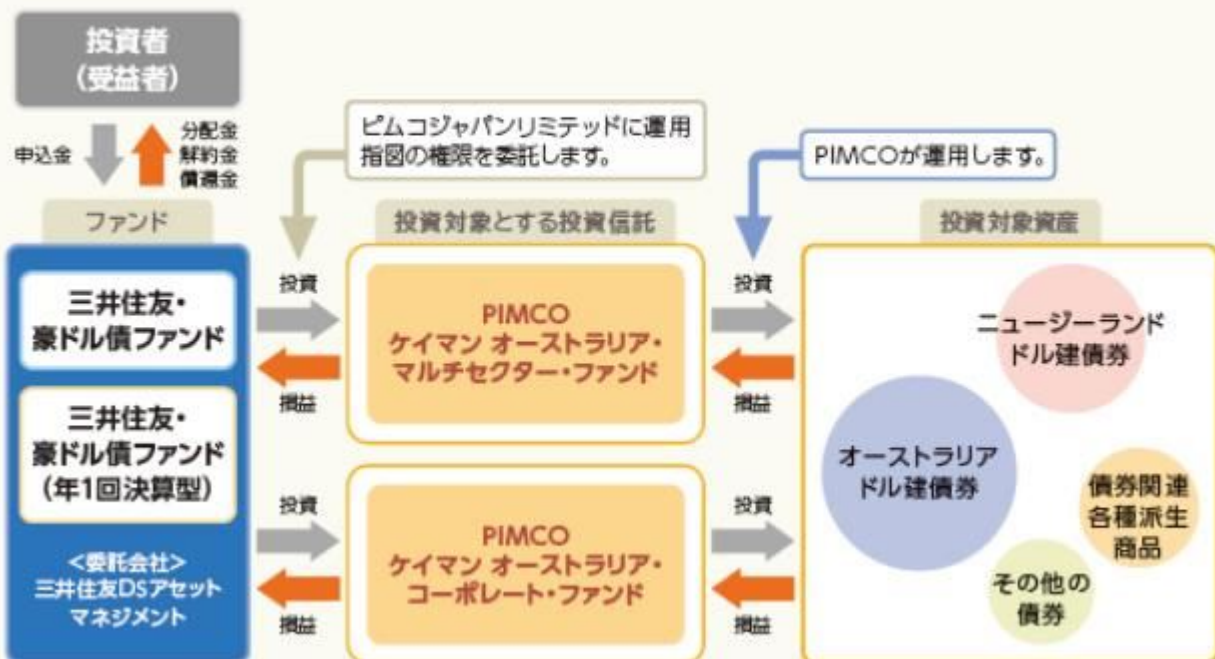 投資者
(受益者)
申込金
分配金
解約金
償還金
ピムコジャパンリミテッドに運用
指図の権限を委託します。
PIMCOが運用します。
ファンド
投資対象とする投資信託
投資対象資産
三井住友・
豪ドル債ファンド
三井住友・
豪ドル債ファンド
(年1回決算型)
<委託会社>
三井住友DSアセット
マネジメント
投資
損益
投資
損益
PIMCO
ケイマン オーストラリア・
マルチセクター・ファンド
PIMCO
ケイマン オーストラリア・
コーポレート・ファンド
投資
損益
投資
損益
ニュージーランド
ドル建債券
オーストラリア
ドル建債券
債券関連
各種派生
商品
その他の
債券